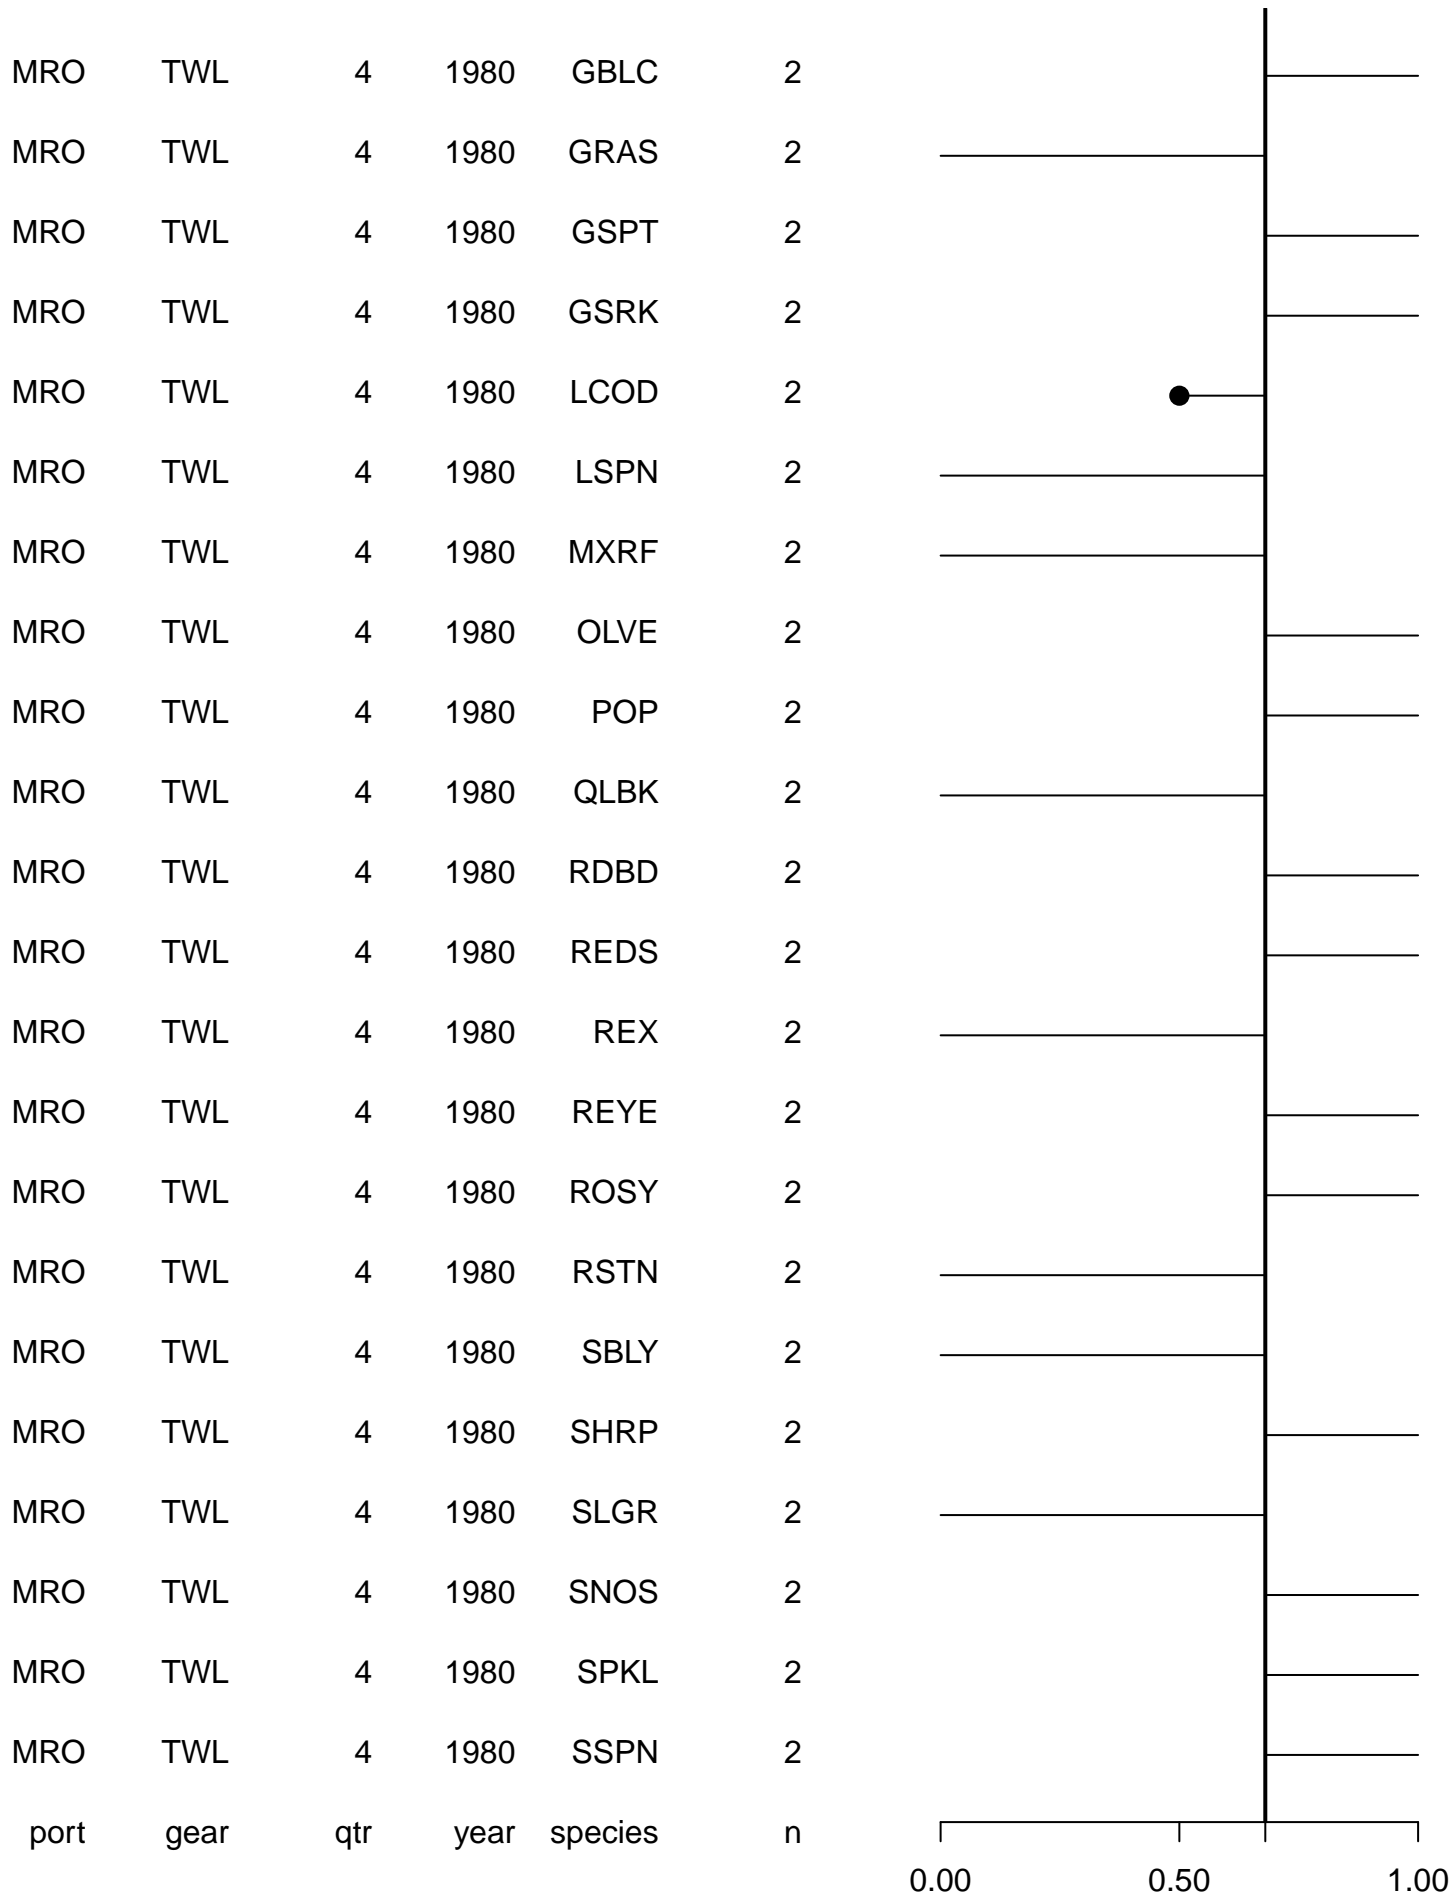 MRO TWL 4 1980 GBLC 2
MRO TWL 4 1980 GRAS 2
MRO TWL 4 1980 GSPT 2
MRO TWL 4 1980 GSRK 2
MRO TWL 4 1980 LCOD 2
MRO TWL 4 1980 LSPN 2
MRO TWL 4 1980 MXRF 2
MRO TWL 4 1980 OLVE 2
MRO TWL 4 1980 POP 2
MRO TWL 4 1980 QLBK 2
MRO TWL 4 1980 RDBD 2
MRO TWL 4 1980 REDS 2
MRO TWL 4 1980 REX 2
MRO TWL 4 1980 REYE 2
MRO TWL 4 1980 ROSY 2
MRO TWL 4 1980 RSTN 2
MRO TWL 4 1980 SBLY 2
MRO TWL 4 1980 SHRP 2
MRO TWL 4 1980 SLGR 2
MRO TWL 4 1980 SNOS 2
MRO TWL 4 1980 SPKL 2
MRO TWL 4 1980 SSPN 2
port gear qtr year species n
0.00 0.50 1.00